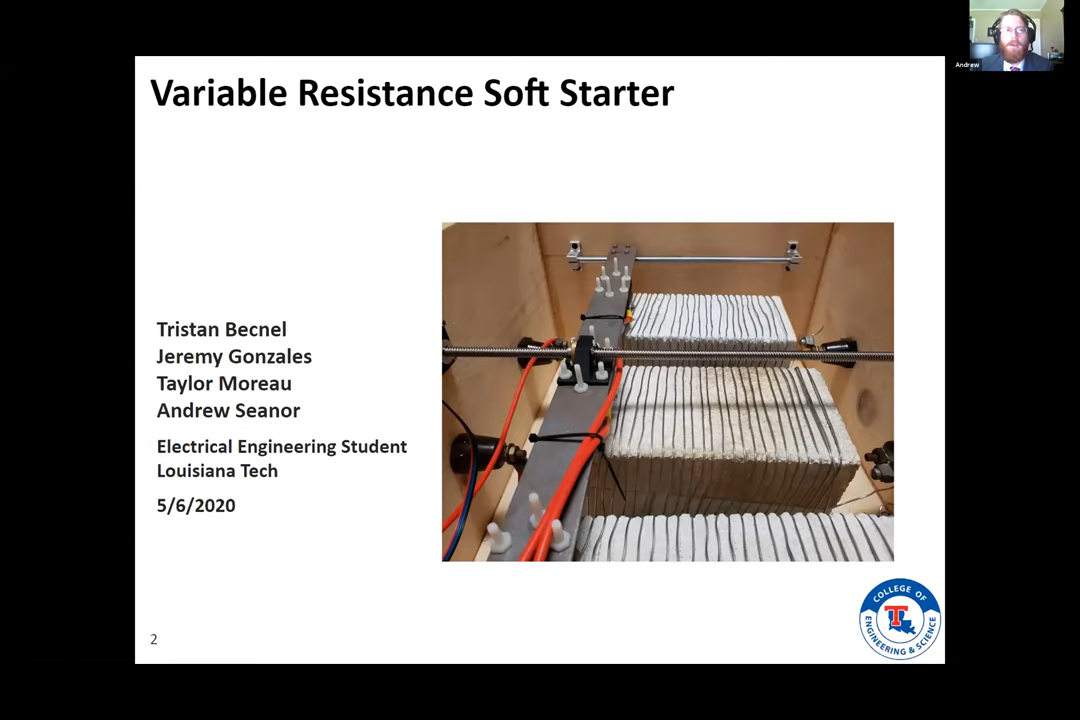 Variable Resistance Soft Starter
Andrew
Tristan Becnel
Jeremy Gonzales
Taylor Moreau
Andrew Seanor
Electrical Engineering Student
Louisiana Tech
5/6/2020
2
COLLEGE OF
ENGINEERING & SCIENCE
T